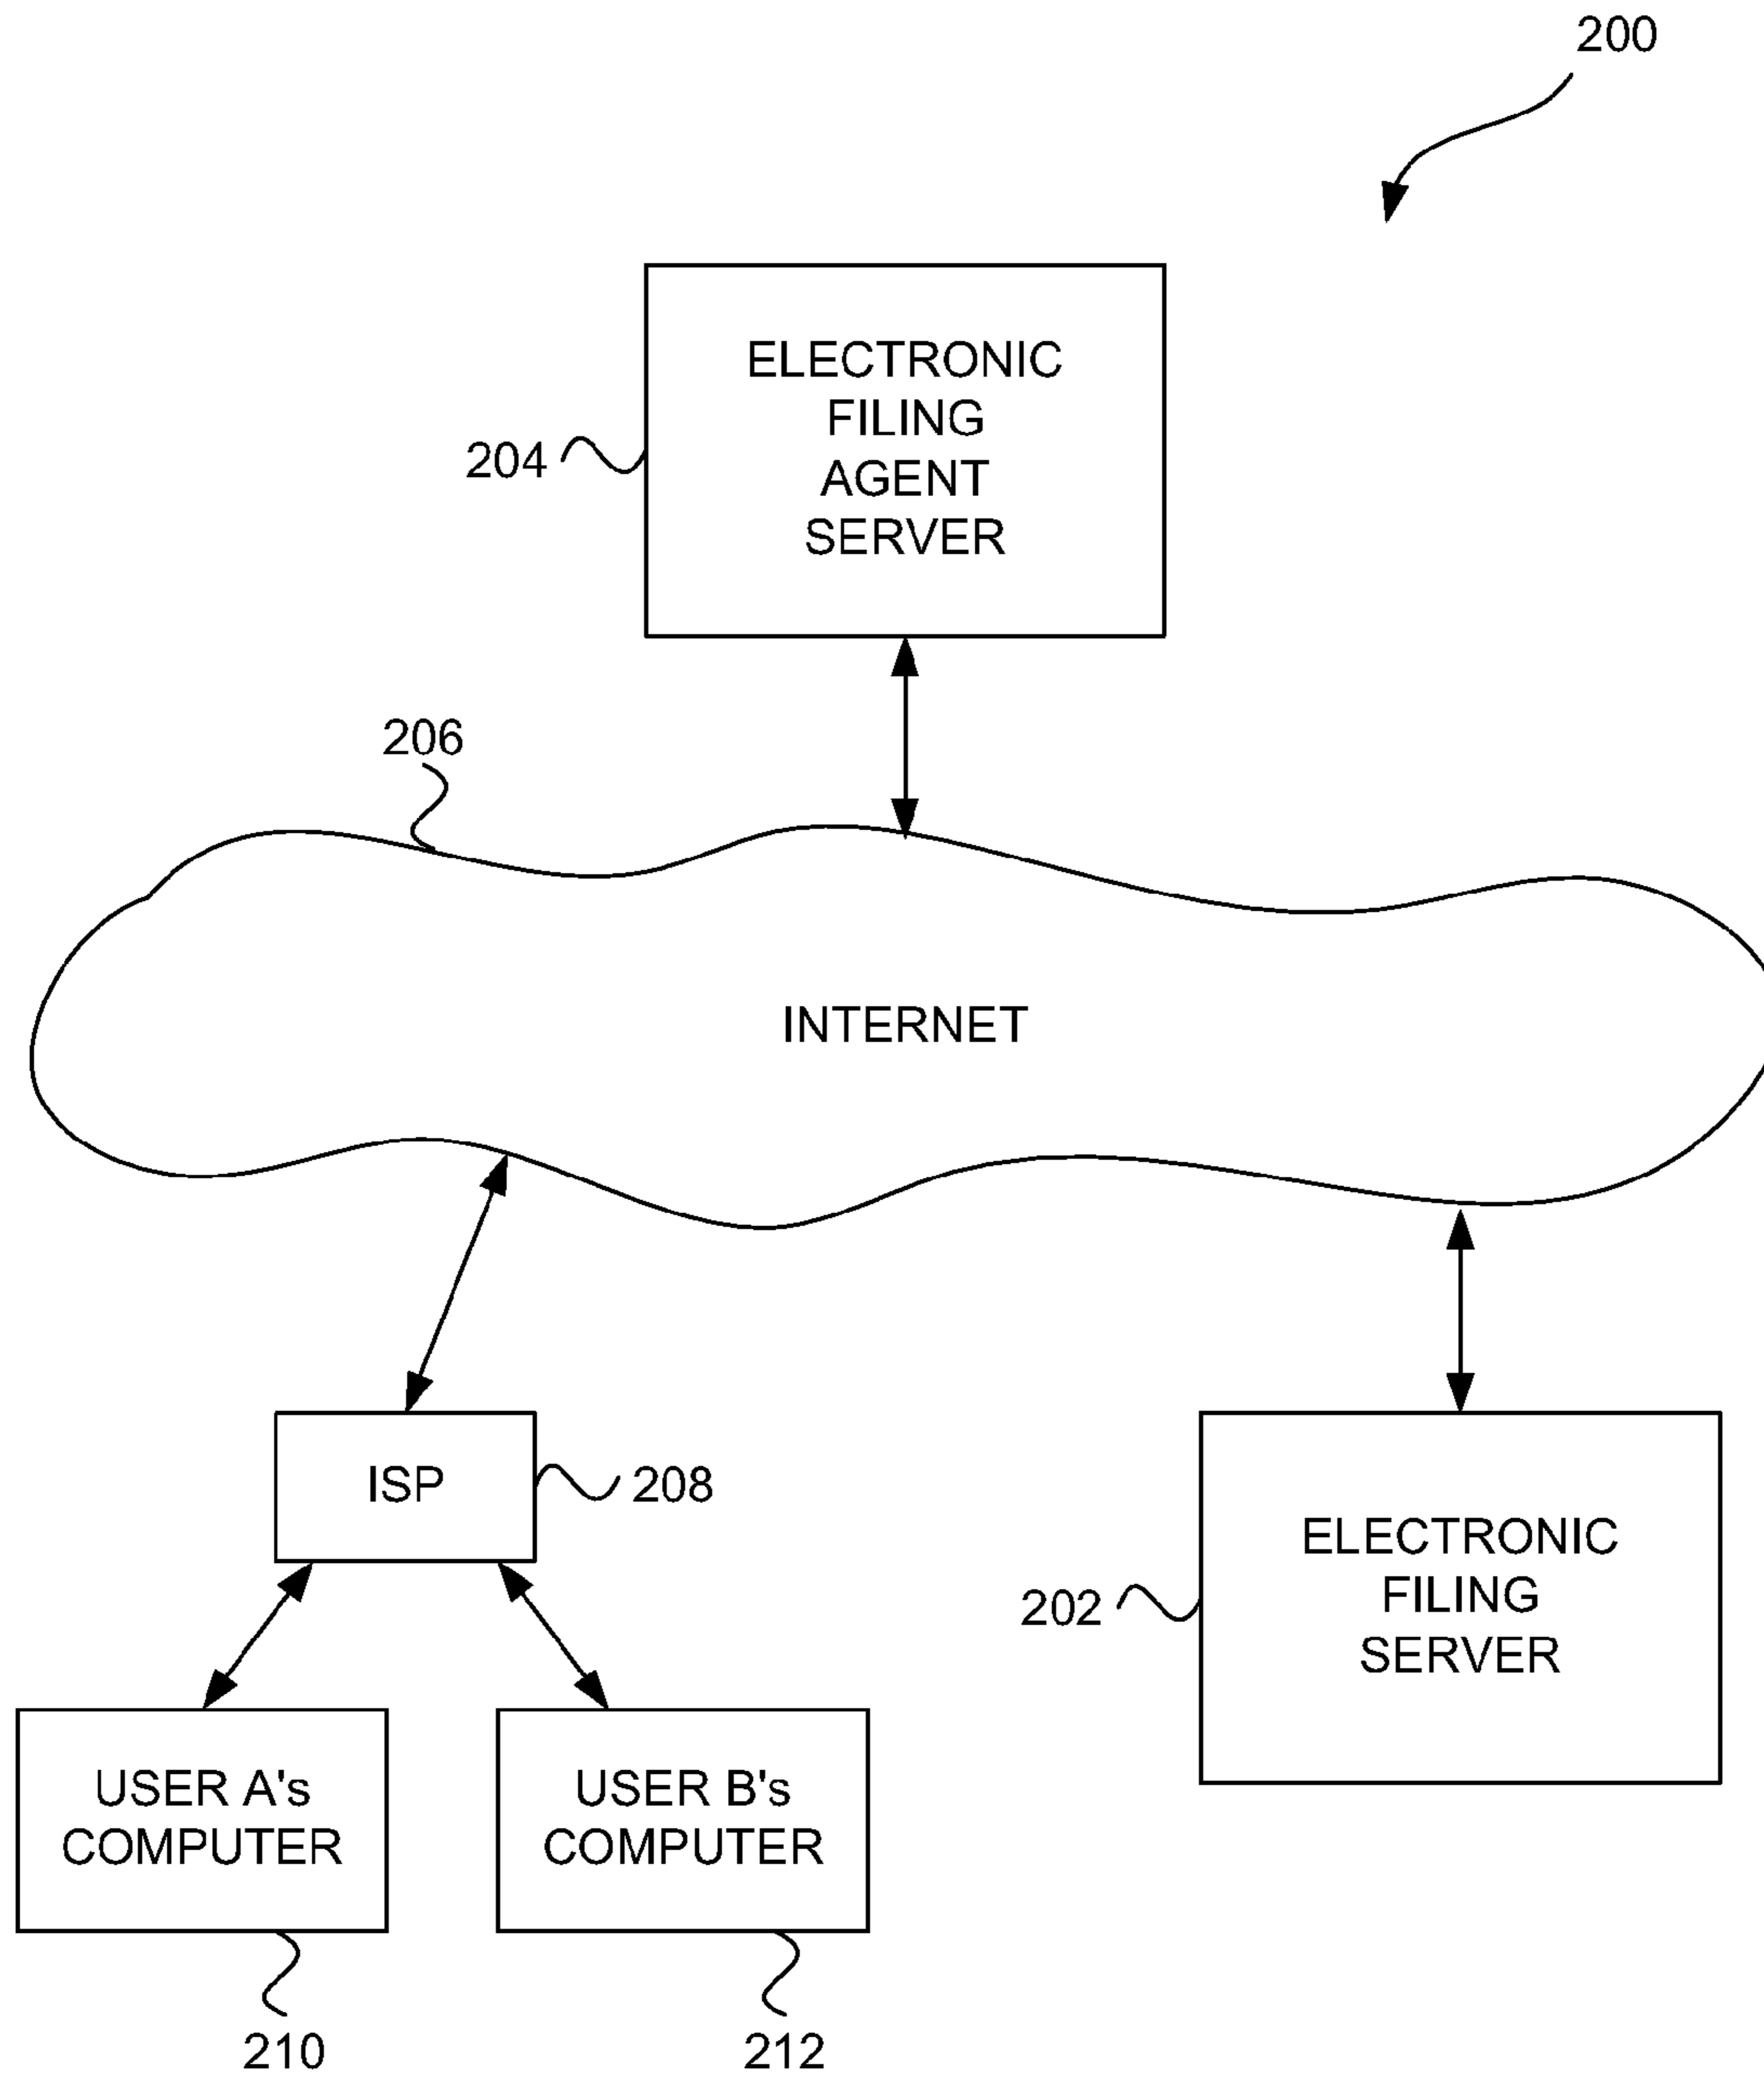 200
ELECTRONIC
FILING
AGENT
SERVER
204
206
INTERNET
ISP
208
ELECTRONIC
FILING
SERVER
202
USER A's
COMPUTER
USER B's
COMPUTER
210
212